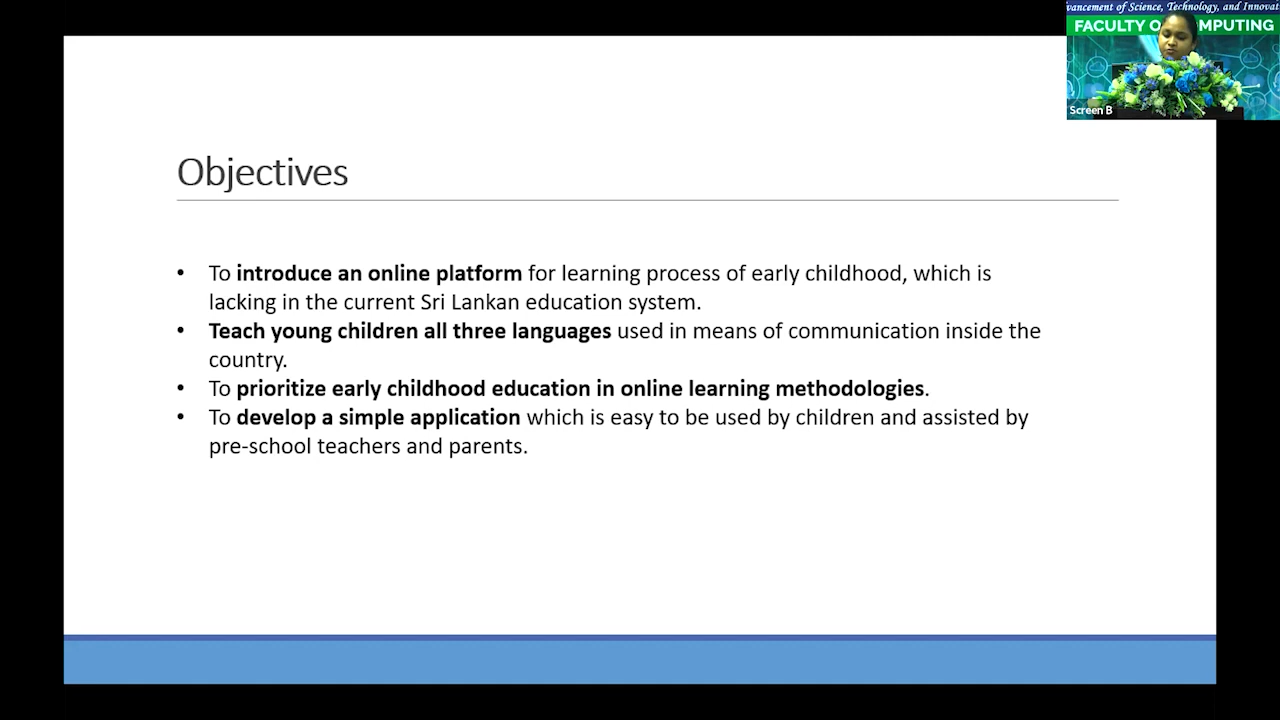 vancement of Science, Technology, and Innovat
FACULTY O MPUTING
Screen B
Objectives
• To introduce an online platform for learning process of early childhood, which is
lacking in the current Sri Lankan education system.
• Teach young children all three languages used in means of communication inside the
country.
• To prioritize early childhood education in online learning methodologies.
• To develop a simple application which is easy to be used by children and assisted by
pre-school teachers and parents.